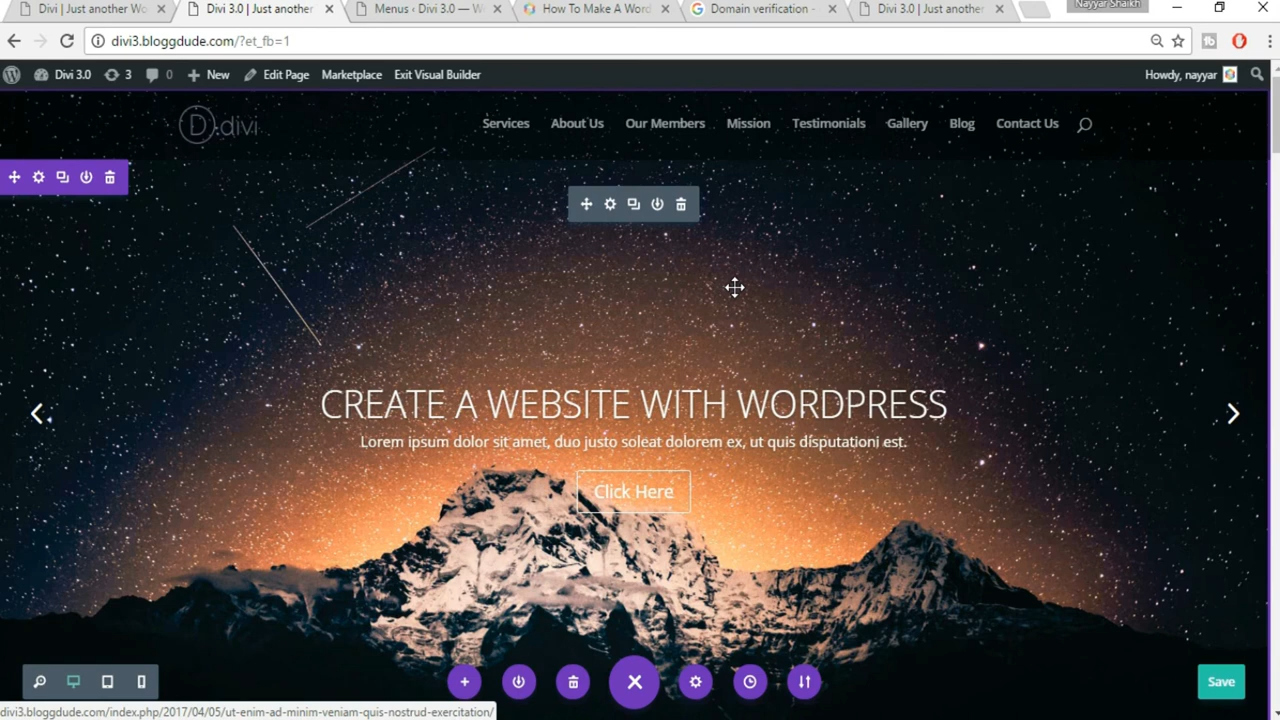 Divi | Just another Wo
Divi 3.0 | Just another
Menus ‹ Divi 3.0 — W
How To Make A Word
Domain verification -
Divi 3.0 | Just another
Nayyar Shaikh
divi3.bloggdude.com/?et_fb=1
Divi 3.0 3 0 New Edit Page Marketplace Exit Visual Builder Howdy, nayyar
D divi Services About Us Our Members Mission Testimonials Gallery Blog Contact Us
CREATE A WEBSITE WITH WORDPRESS
Lorem ipsum dolor sit amet, duo justo soleat dolorem ex, ut quis disputationi est.
Click Here
Save
divi3.bloggdude.com/index.php/2017/04/05/ut-enim-ad-minim-veniam-quis-nostrud-exercitation/